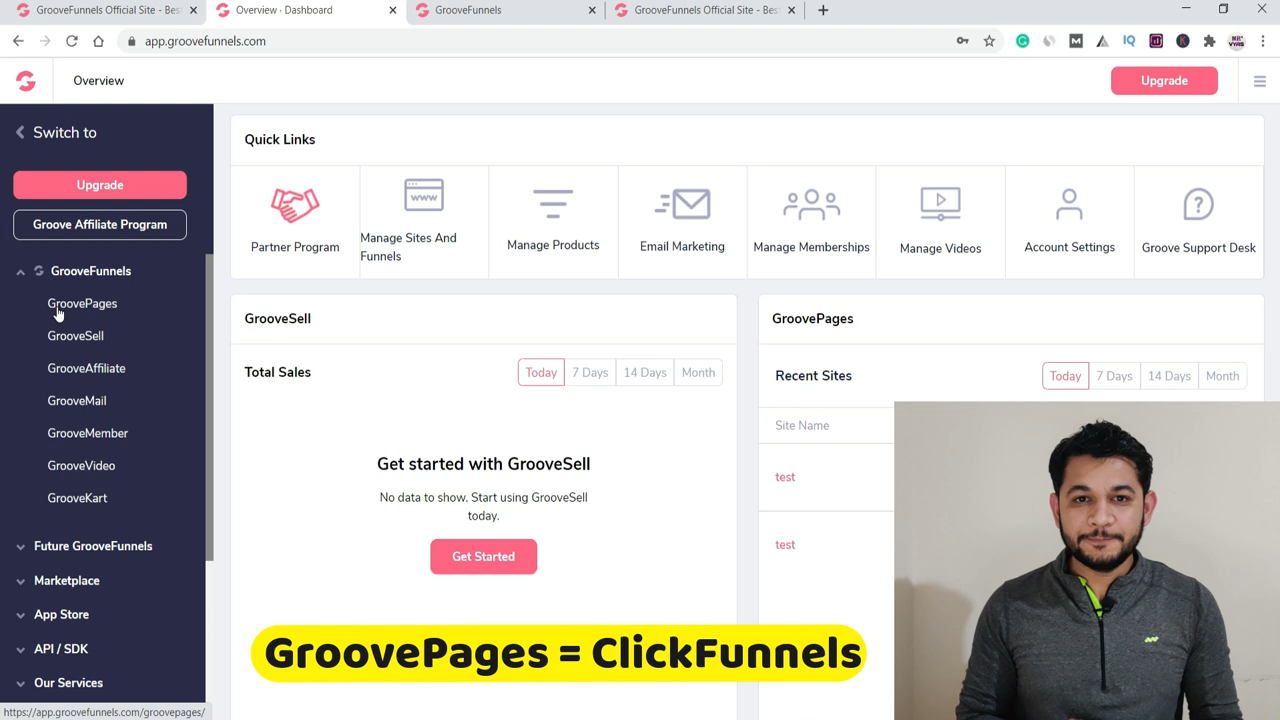 GrooveFunnels Official Site - Bes
Overview · Dashboard
GrooveFunnels
GrooveFunnels Official Site - Bes
app.groovefunnels.com
Overview
Upgrade
Switch to
Upgrade
Groove Affiliate Program
GrooveFunnels
GroovePages
GrooveSell
GrooveAffiliate
GrooveMail
GrooveMember
GrooveVideo
GrooveKart
Future GrooveFunnels
Marketplace
App Store
API / SDK
Our Services
https://app.groovefunnels.com/groovepages/
Quick Links
www
Partner Program
Manage Sites And
Funnels
Manage Products
Email Marketing
Manage Memberships
Manage Videos
Account Settings
Groove Support Desk
GrooveSell
Total Sales
Today 7 Days 14 Days Month
Get started with GrooveSell
No data to show. Start using GrooveSell
today.
Get Started
GroovePages
Recent Sites
Today 7 Days 14 Days Month
Site Name
test
test
GroovePages = ClickFunnels